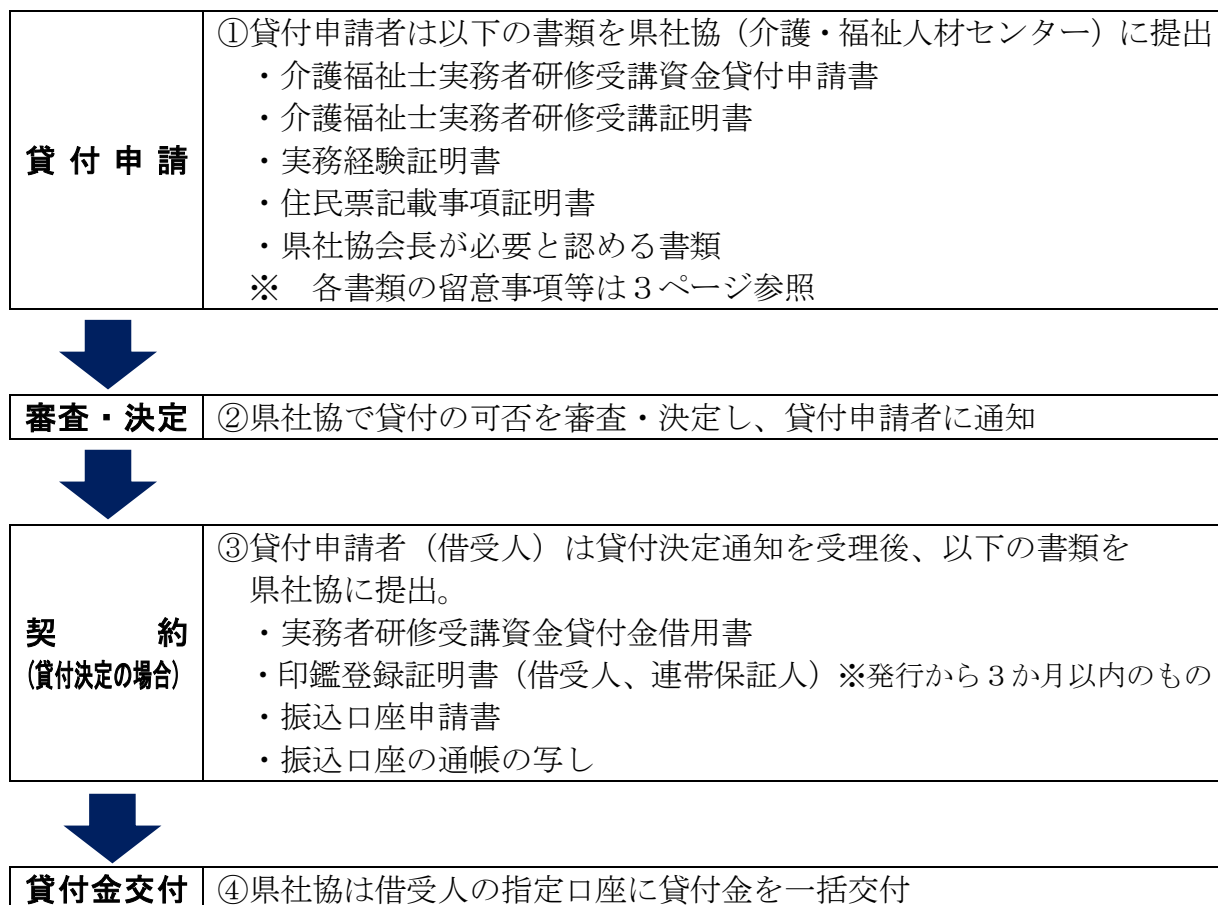 貸付申請
①貸付申請者は以下の書類を県社協（介護・福祉人材センター）に提出
・介護福祉士実務者研修受講資金貸付申請書
・介護福祉士実務者研修受講証明書
・実務経験証明書
・住民票記載事項証明書
・県社協会長が必要と認める書類
※　各書類の留意事項等は３ページ参照
審査・決定
②県社協で貸付の可否を審査・決定し、貸付申請者に通知
契約
(貸付決定の場合)
③貸付申請者（借受人）は貸付決定通知を受理後、以下の書類を
県社協に提出。
・実務者研修受講資金貸付金借用書
・印鑑登録証明書（借受人、連帯保証人）※発行から３か月以内のもの
・振込口座申請書
・振込口座の通帳の写し
貸付金交付
④県社協は借受人の指定口座に貸付金を一括交付